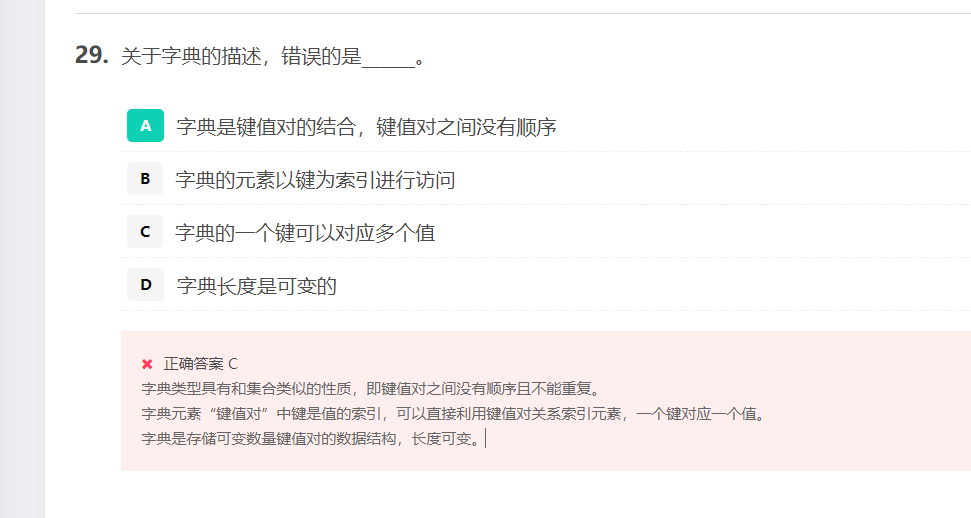 29. 关于字典的描述，错误的是______。
A 字典是键值对的结合，键值对之间没有顺序
B 字典的元素以键为索引进行访问
C 字典的一个键可以对应多个值
D 字典长度是可变的
✖ 正确答案 C
字典类型具有和集合类似的性质，即键值对之间没有顺序且不能重复。
字典元素“键值对”中键是值的索引，可以直接利用键值对关系索引元素，一个键对应一个值。
字典是存储可变数量键值对的数据结构，长度可变。